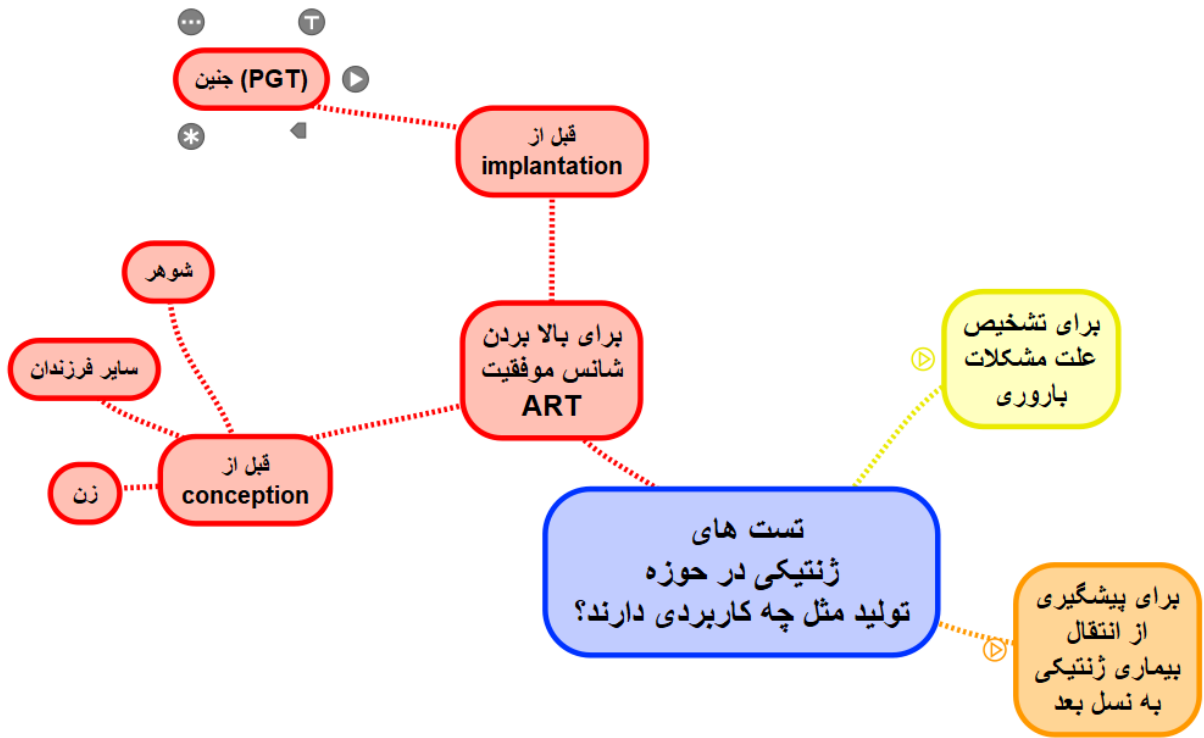 جنین (PGT)
قبل از
implantation
شوهر
سایر فرزندان
زن
قبل از
conception
برای بالا بردن
شانس موفقیت
ART
برای تشخیص
علت مشکلات
باروری
تست های
ژنتیکی در حوزه
تولید مثل چه کاربردی دارند؟
برای پیشگیری
از انتقال
بیماری ژنتیکی
به نسل بعد